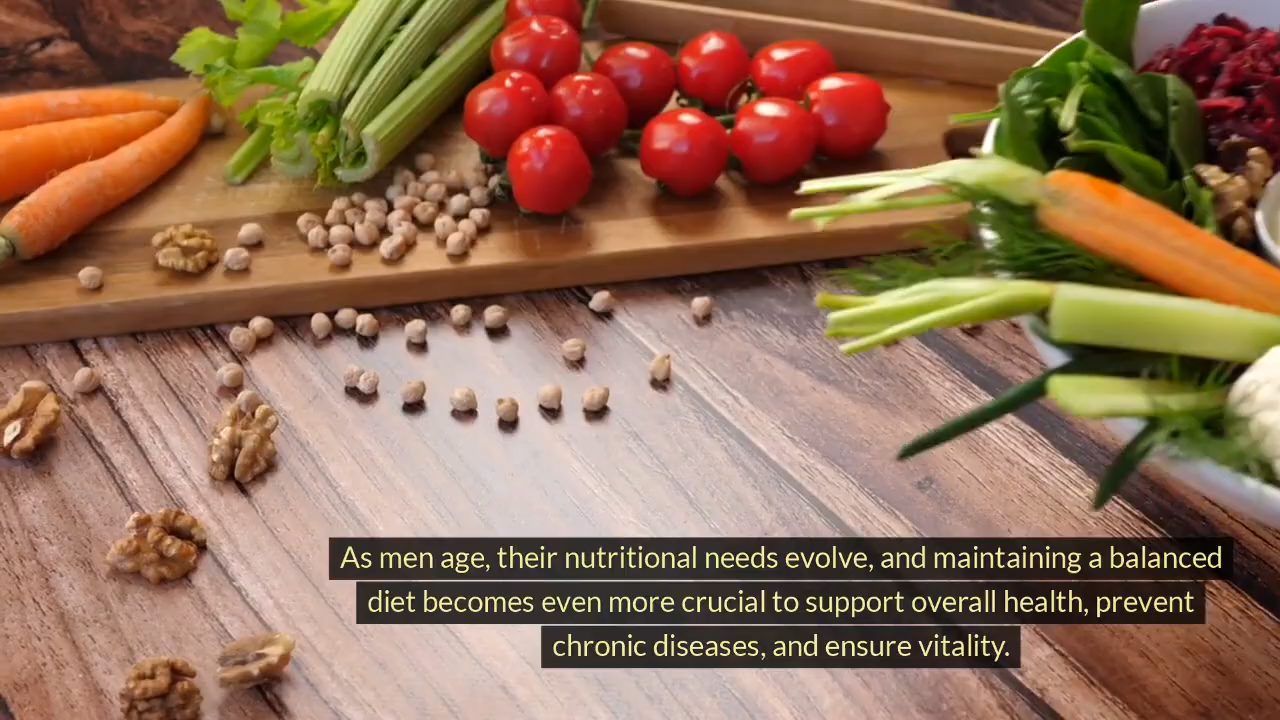 As men age, their nutritional needs evolve, and maintaining a balanced
diet becomes even more crucial to support overall health, prevent
chronic diseases, and ensure vitality.